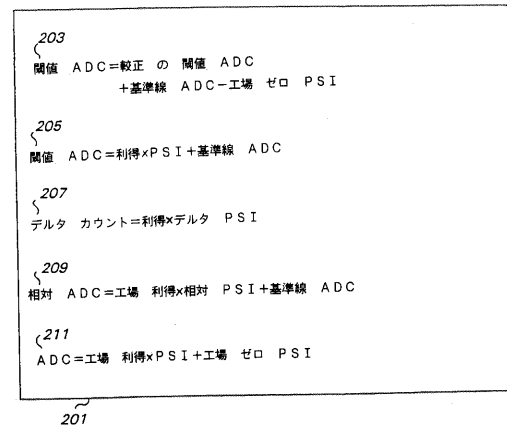 203
閾値 ADC=較正 の 閾値 ADC
+基準線 ADC-工場 ゼロ PSI
205
閾値 ADC=利得×PSI+基準線 ADC
207
デルタ カウント=利得×デルタ PSI
209
相対 ADC=工場 利得×相対 PSI+基準線 ADC
211
ADC=工場 利得×PSI+工場 ゼロ PSI
201